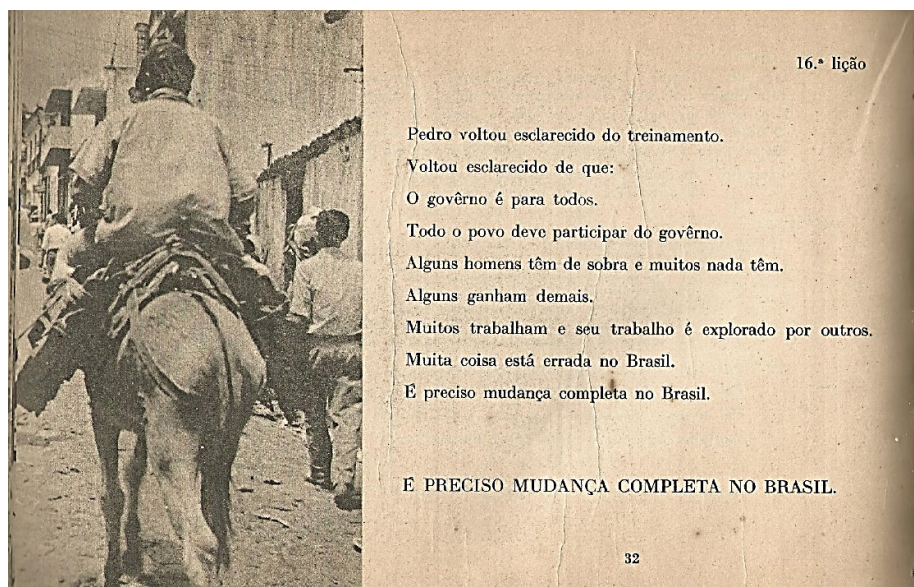 16.ª lição
Pedro voltou esclarecido do treinamento.
Voltou esclarecido de que:
O govêrno é para todos.
Todo o povo deve participar do govêrno.
Alguns homens têm de sobra e muitos nada têm.
Alguns ganham demais.
Muitos trabalham e seu trabalho é explorado por outros.
Muita coisa está errada no Brasil.
É preciso mudança completa no Brasil.
É PRECISO MUDANÇA COMPLETA NO BRASIL.
32